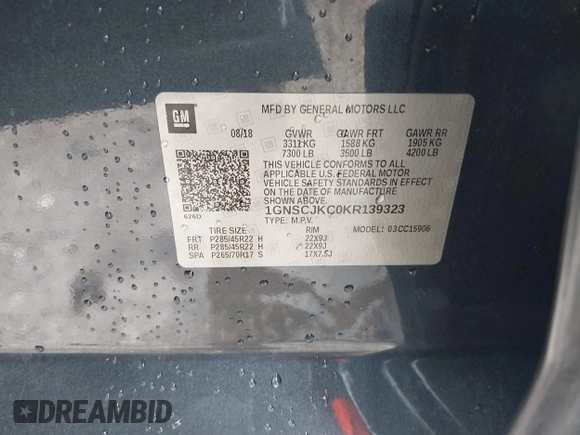 GM
MFD BY GENERAL MOTORS LLC
08/18 GVWR GAWR FRT GAWR RR
3311 KG 1588 KG 1905 KG
7300 LB 3500 LB 4200 LB
THIS VEHICLE CONFORMS TO ALL
APPLICABLE U.S. FEDERAL MOTOR
VEHICLE SAFETY STANDARDS IN EFFECT
ON THE DATE OF MANUFACTURE
SHOWN ABOVE.
626D
1GNSCJKC0KR139323
TYPE: M.P.V. MODEL: 03CC15906
TIRE SIZE RIM
FRT P285/45R22 H 22X9J
RR P285/45R22 H 22X9J
SPA P265/70R17 S 17X7.5J
DREAMBID